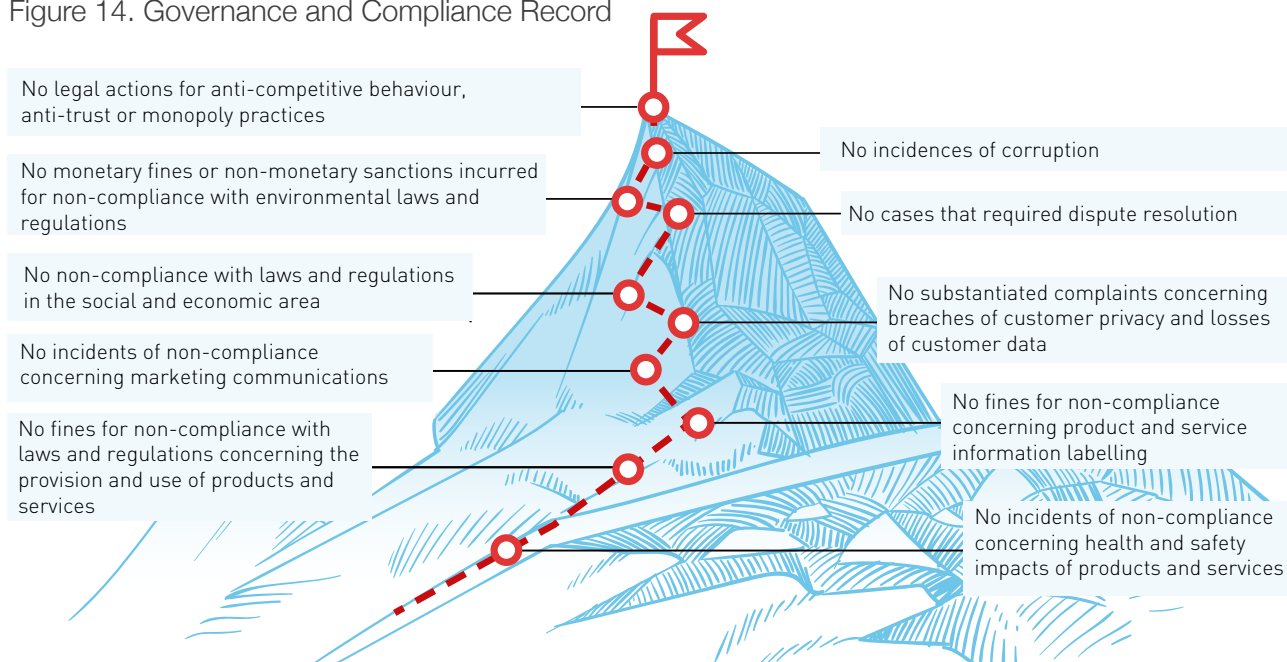 Figure 14. Governance and Compliance Record
No legal actions for anti-competitive behaviour,
anti-trust or monopoly practices
No incidences of corruption
No monetary fines or non-monetary sanctions incurred
for non-compliance with environmental laws and
regulations
No cases that required dispute resolution
No non-compliance with laws and regulations
in the social and economic area
No substantiated complaints concerning
breaches of customer privacy and losses
of customer data
No incidents of non-compliance
concerning marketing communications
No fines for non-compliance
concerning product and service
information labelling
No fines for non-compliance with
laws and regulations concerning the
provision and use of products and
services
No incidents of non-compliance
concerning health and safety
impacts of products and services